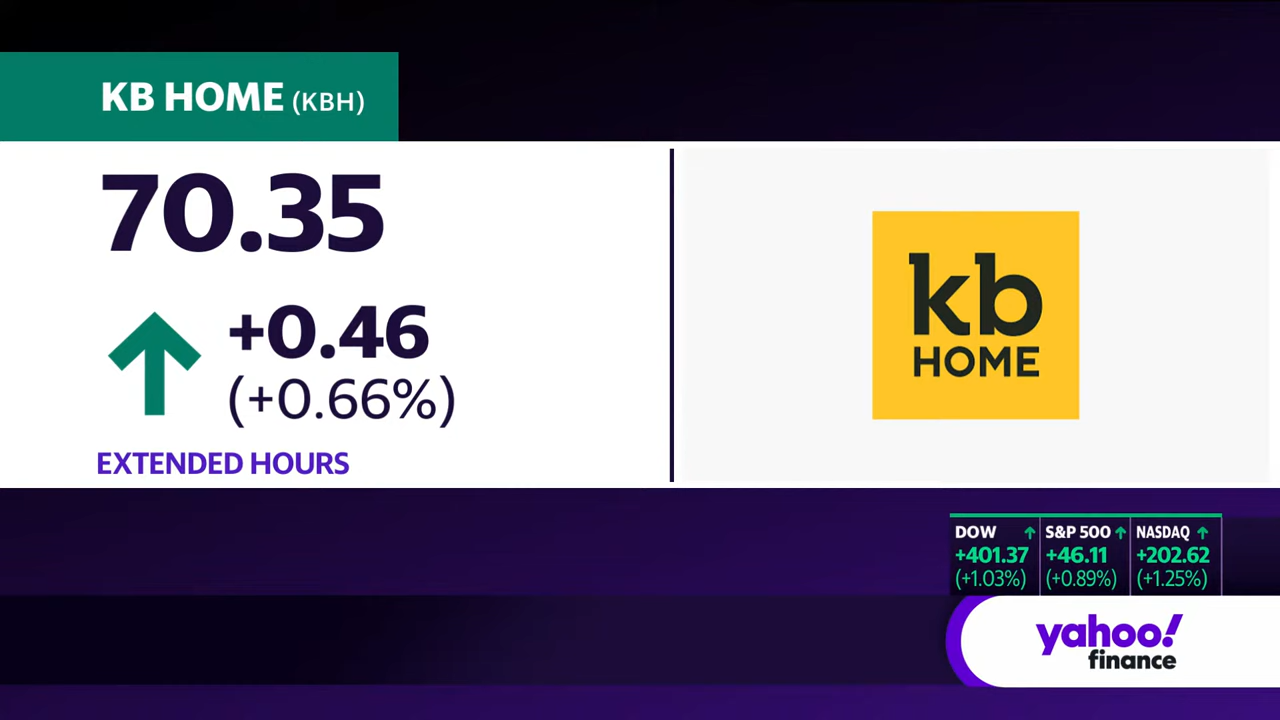 KB HOME (KBH)
70.35
+0.46
(+0.66%)
EXTENDED HOURS
kb
HOME
DOW
+401.37
(+1.03%)
S&P 500
+46.11
(+0.89%)
NASDAQ
+202.62
(+1.25%)
yahoo!
finance